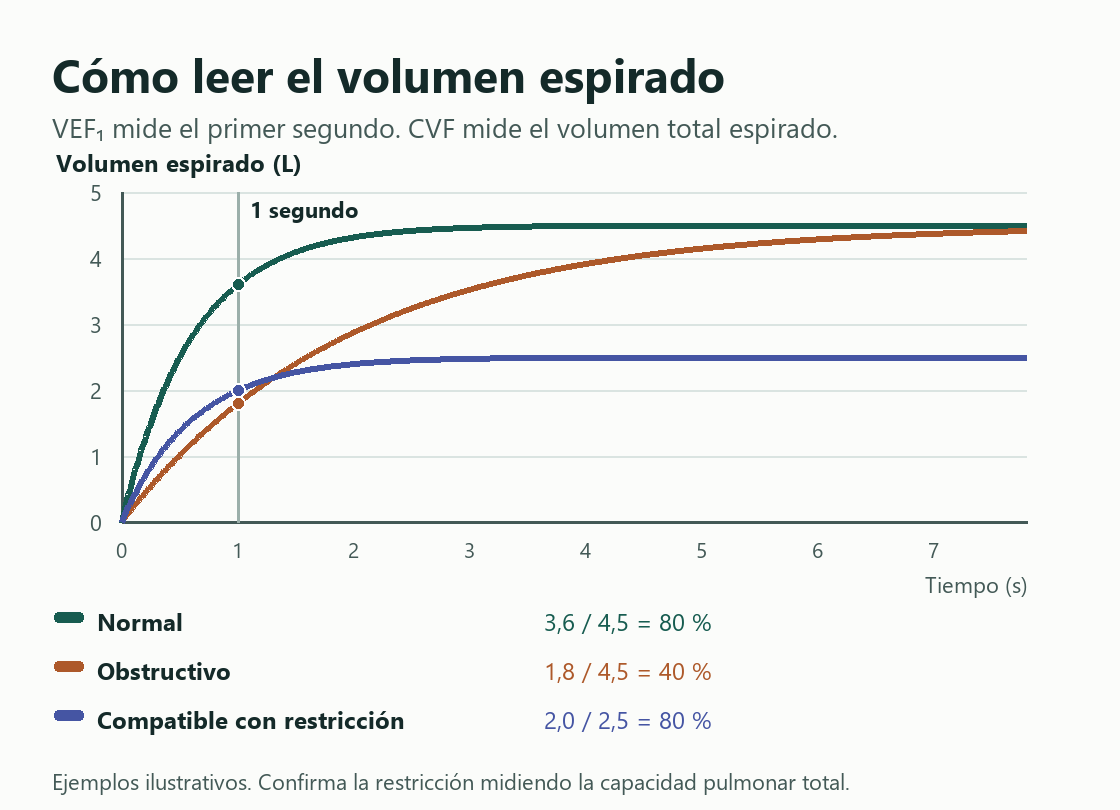 Cómo leer el volumen espirado
VEF₁ mide el primer segundo. CVF mide el volumen total espirado.
Volumen espirado (L)
5
1 segundo
4
3
2
1
0
0 1 2 3 4 5 6 7
Tiempo (s)
Normal 3,6 / 4,5 = 80 %
Obstructivo 1,8 / 4,5 = 40 %
Compatible con restricción 2,0 / 2,5 = 80 %
Ejemplos ilustrativos. Confirma la restricción midiendo la capacidad pulmonar total.